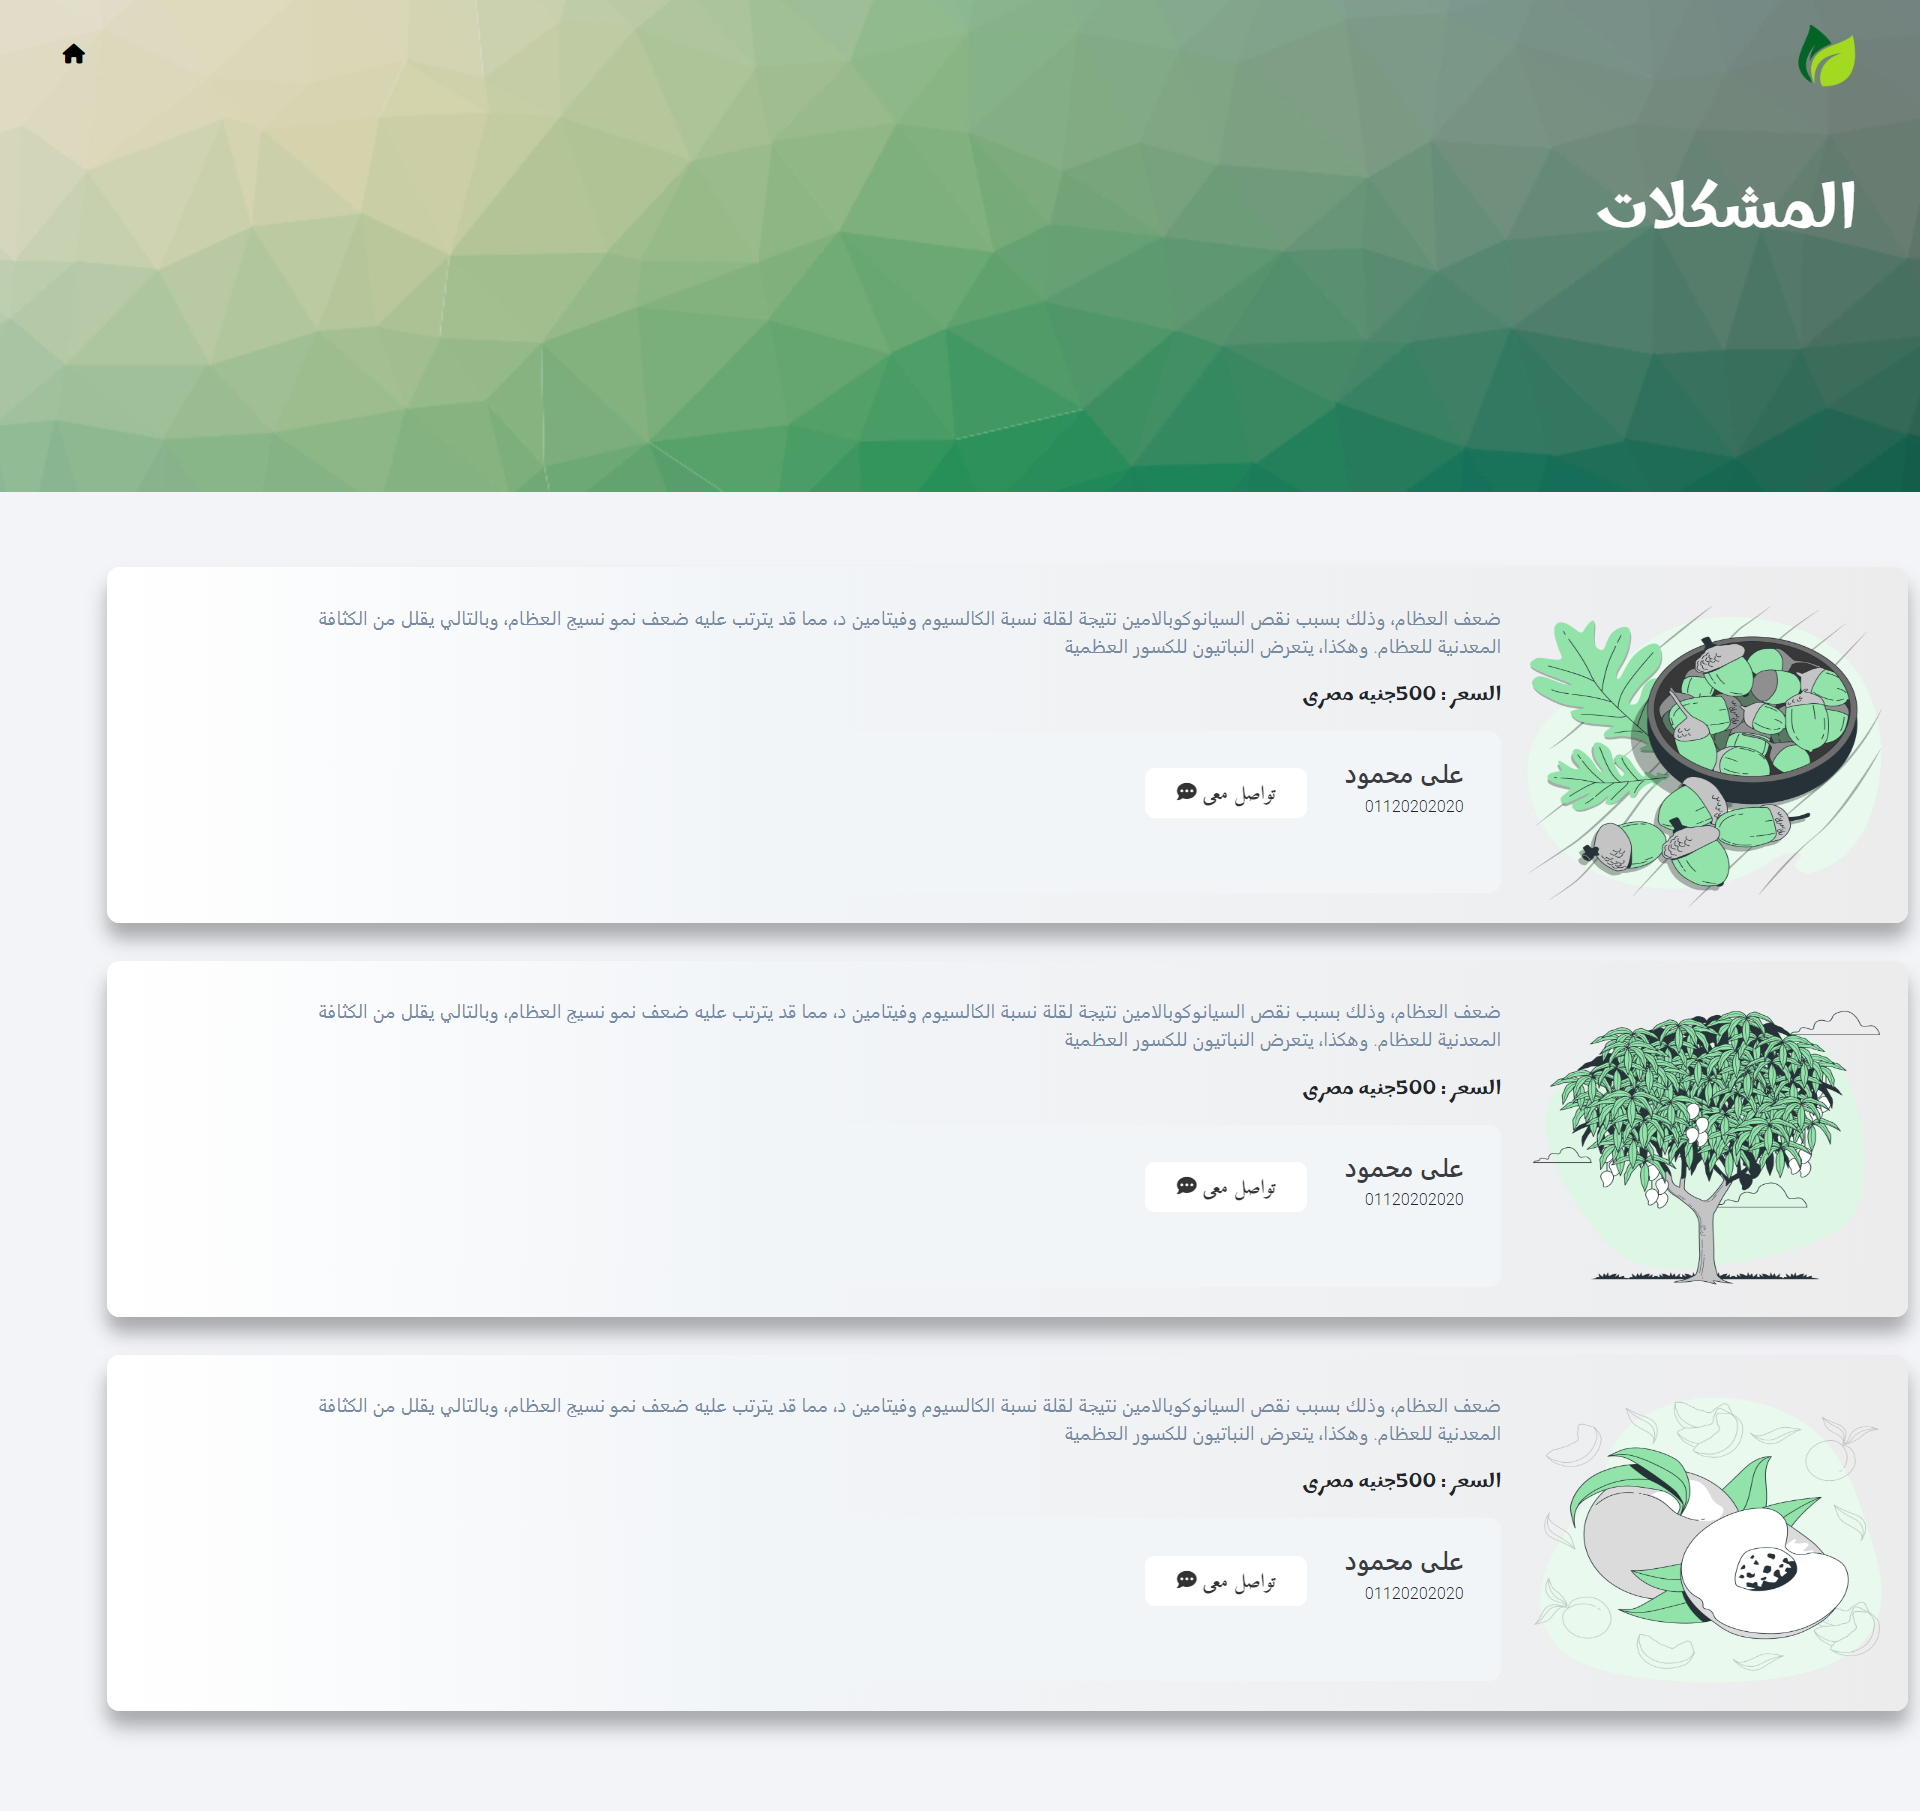 المشكلات
ضعف العظام، وذلك بسبب نقص السيانوكوبالامين نتيجة لقلة نسبة الكالسيوم وفيتامين د، مما قد يترتب عليه ضعف نمو نسيج العظام، وبالتالي يقلل من الكثافة
المعدنية للعظام. وهكذا، يتعرض النباتيون للكسور العظمية
السعر : 500جنيه مصرى
على محمود
01120202020
تواصل معى
ضعف العظام، وذلك بسبب نقص السيانوكوبالامين نتيجة لقلة نسبة الكالسيوم وفيتامين د، مما قد يترتب عليه ضعف نمو نسيج العظام، وبالتالي يقلل من الكثافة
المعدنية للعظام. وهكذا، يتعرض النباتيون للكسور العظمية
السعر : 500جنيه مصرى
على محمود
01120202020
تواصل معى
ضعف العظام، وذلك بسبب نقص السيانوكوبالامين نتيجة لقلة نسبة الكالسيوم وفيتامين د، مما قد يترتب عليه ضعف نمو نسيج العظام، وبالتالي يقلل من الكثافة
المعدنية للعظام. وهكذا، يتعرض النباتيون للكسور العظمية
السعر : 500جنيه مصرى
على محمود
01120202020
تواصل معى